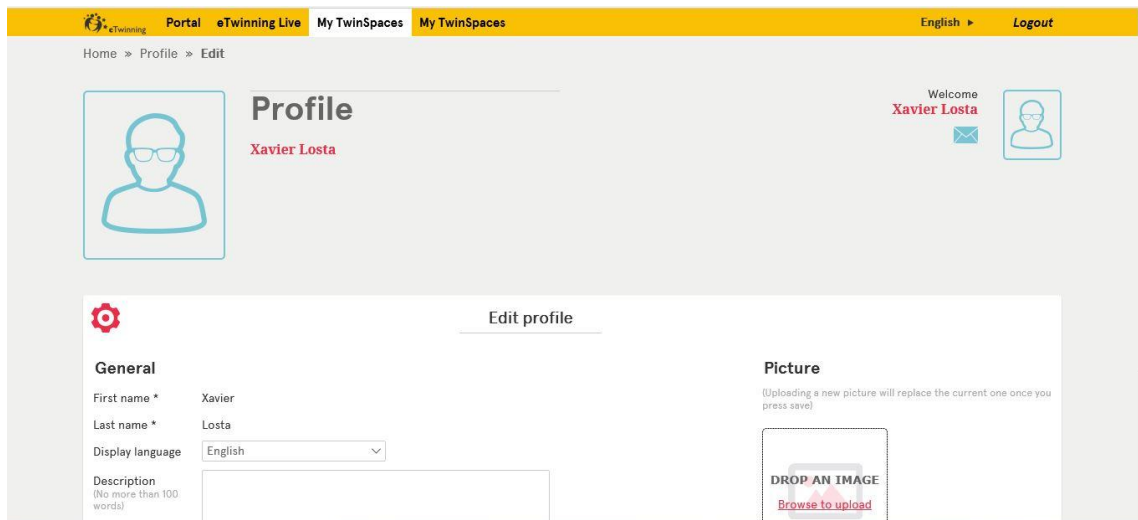 eTwinning Portal eTwinning Live My TwinSpaces My TwinSpaces English Logout
Home » Profile » Edit
Profile
Xavier Losta
Welcome
Xavier Losta
Edit profile
General
First name * Xavier
Last name * Losta
Display language English
Description
(No more than 100
words)
Picture
(Uploading a new picture will replace the current one once you
press save)
DROP AN IMAGE
Browse to upload